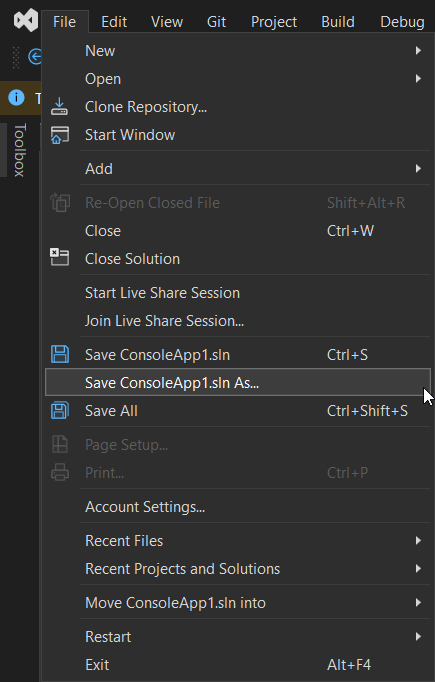 File Edit View Git Project Build Debug
T
Toolbox
New
Open
Clone Repository...
Start Window
Add
Re-Open Closed File Shift+Alt+R
Close Ctrl+W
Close Solution
Start Live Share Session
Join Live Share Session...
Save ConsoleApp1.sln Ctrl+S
Save ConsoleApp1.sln As...
Save All Ctrl+Shift+S
Page Setup...
Print... Ctrl+P
Account Settings...
Recent Files
Recent Projects and Solutions
Move ConsoleApp1.sln into
Restart
Exit Alt+F4